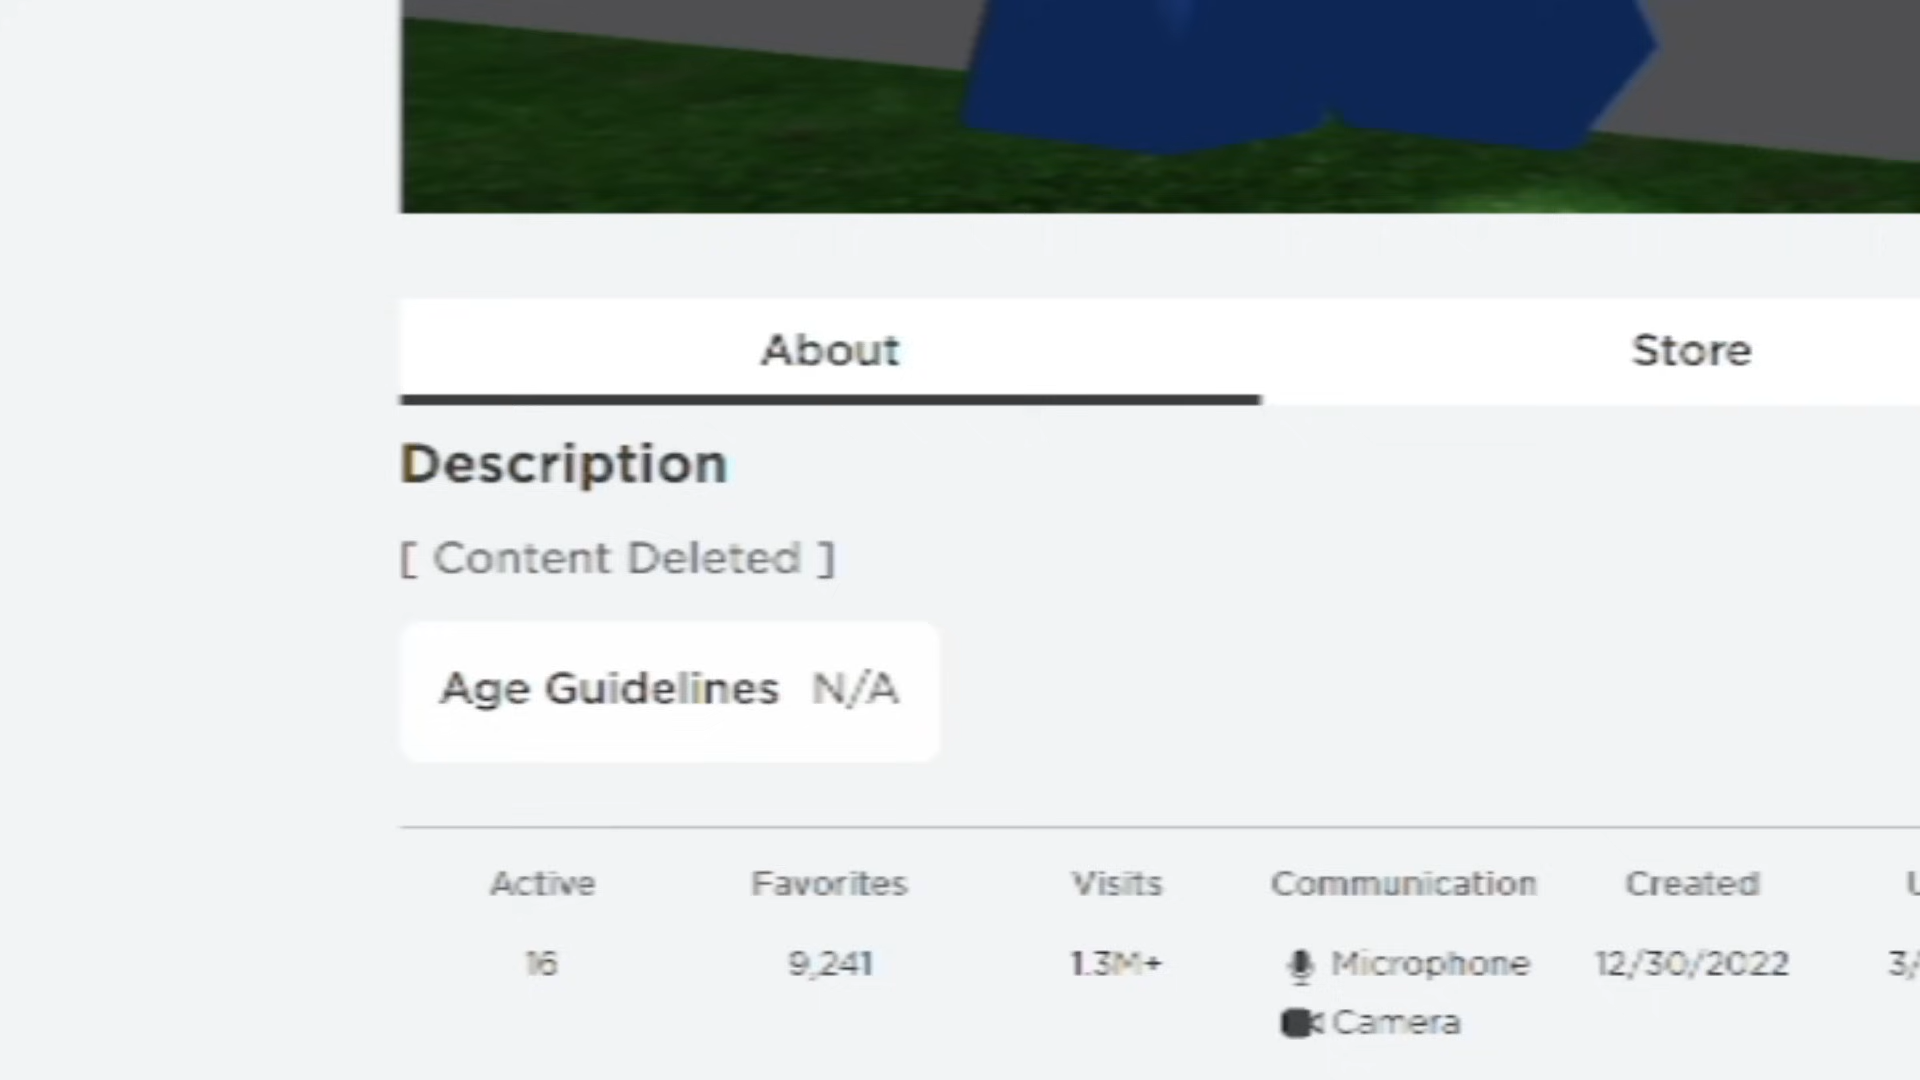 About Store
Description
[ Content Deleted ]
Age Guidelines N/A
Active Favorites Visits Communication Created
16 9,241 1.3M+ Microphone 12/30/2022 3/
Camera